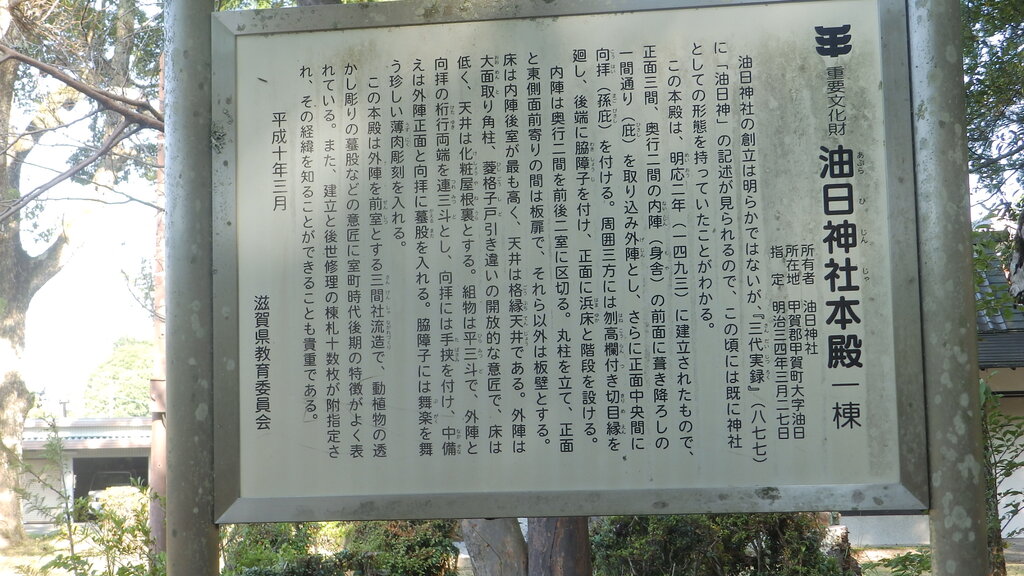 重要文化財
油日神社本殿 一棟
あぶら ひ じん じゃ
所有者 油日神社
所在地 甲賀郡甲賀町大字油日
指定 明治三四年三月二七日
油日神社の創立は明らかではないが、『三代実録』(八七七)
に「油日神」の記述が見られるので、この頃には既に神社
としての形態を持っていたことがわかる。
この本殿は、明応二年(一四九三)に建立されたもので、
正面三間、奥行二間の内陣(身舎)の前面に葺き降ろしの
一間通り(庇)を取り込み外陣とし、さらに正面中央間に
向拝(孫庇)を付ける。周囲三方には刎高欄付き切目縁を
廻し、後端に脇障子を付け、正面に浜床と階段を設ける。
内陣は奥行二間を前後二室に区切る。丸柱を立て、正面
と東側面前寄りの間は板扉で、それら以外は板壁とする。
床は内陣後室が最も高く、天井は格縁天井である。外陣は
大面取り角柱、菱格子戸引き違いの開放的な意匠で、床は
低く、天井は化粧屋根裏とする。組物は平三斗で、外陣と
向拝の桁行両端を連三斗とし、向拝には手挟を付け、中備
えは外陣正面と向拝に蟇股を入れる。脇障子には舞楽を舞
う珍しい薄肉彫刻を入れる。
この本殿は外陣を前室とする三間社流造で、動植物の透
かし彫りの蟇股などの意匠に室町時代後期の特徴がよく表
れている。また、建立と後世修理の棟札十数枚が附指定さ
れ、その経緯を知ることができることも貴重である。
平成十年三月
滋賀県教育委員会